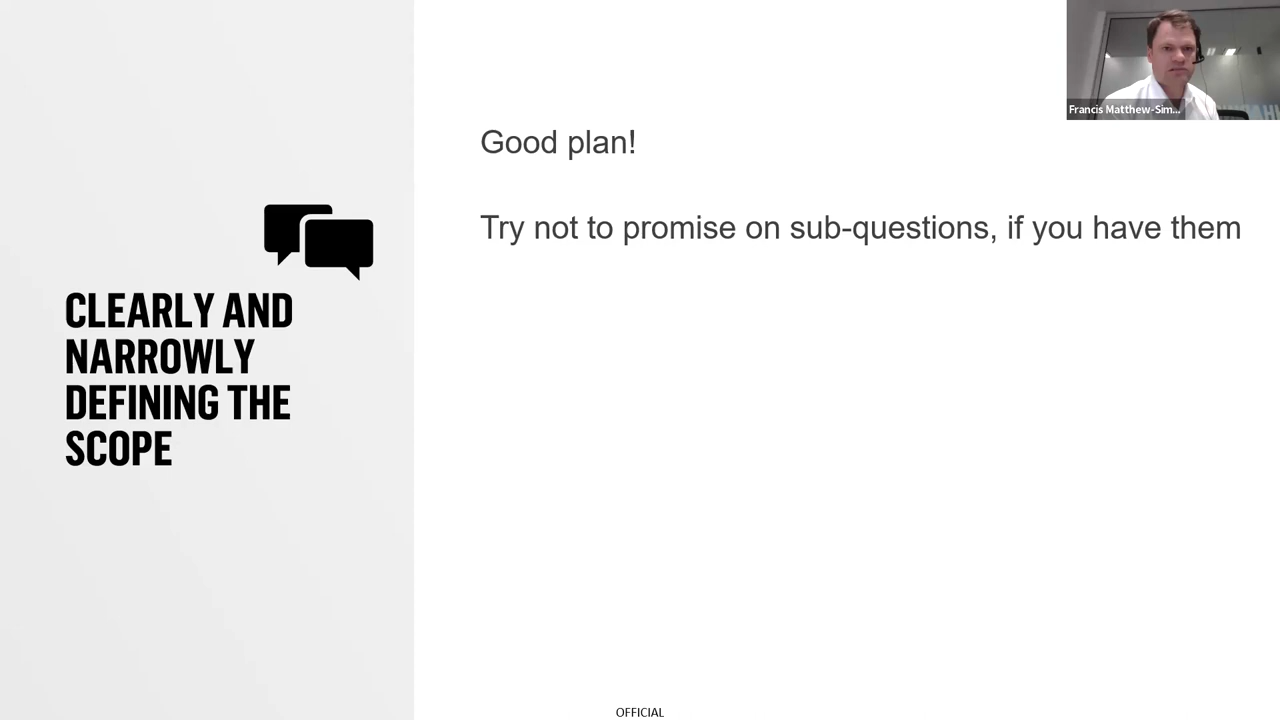 Francis Matthew-Sim...
Good plan!
Try not to promise on sub-questions, if you have them
CLEARLY AND
NARROWLY
DEFINING THE
SCOPE
OFFICIAL